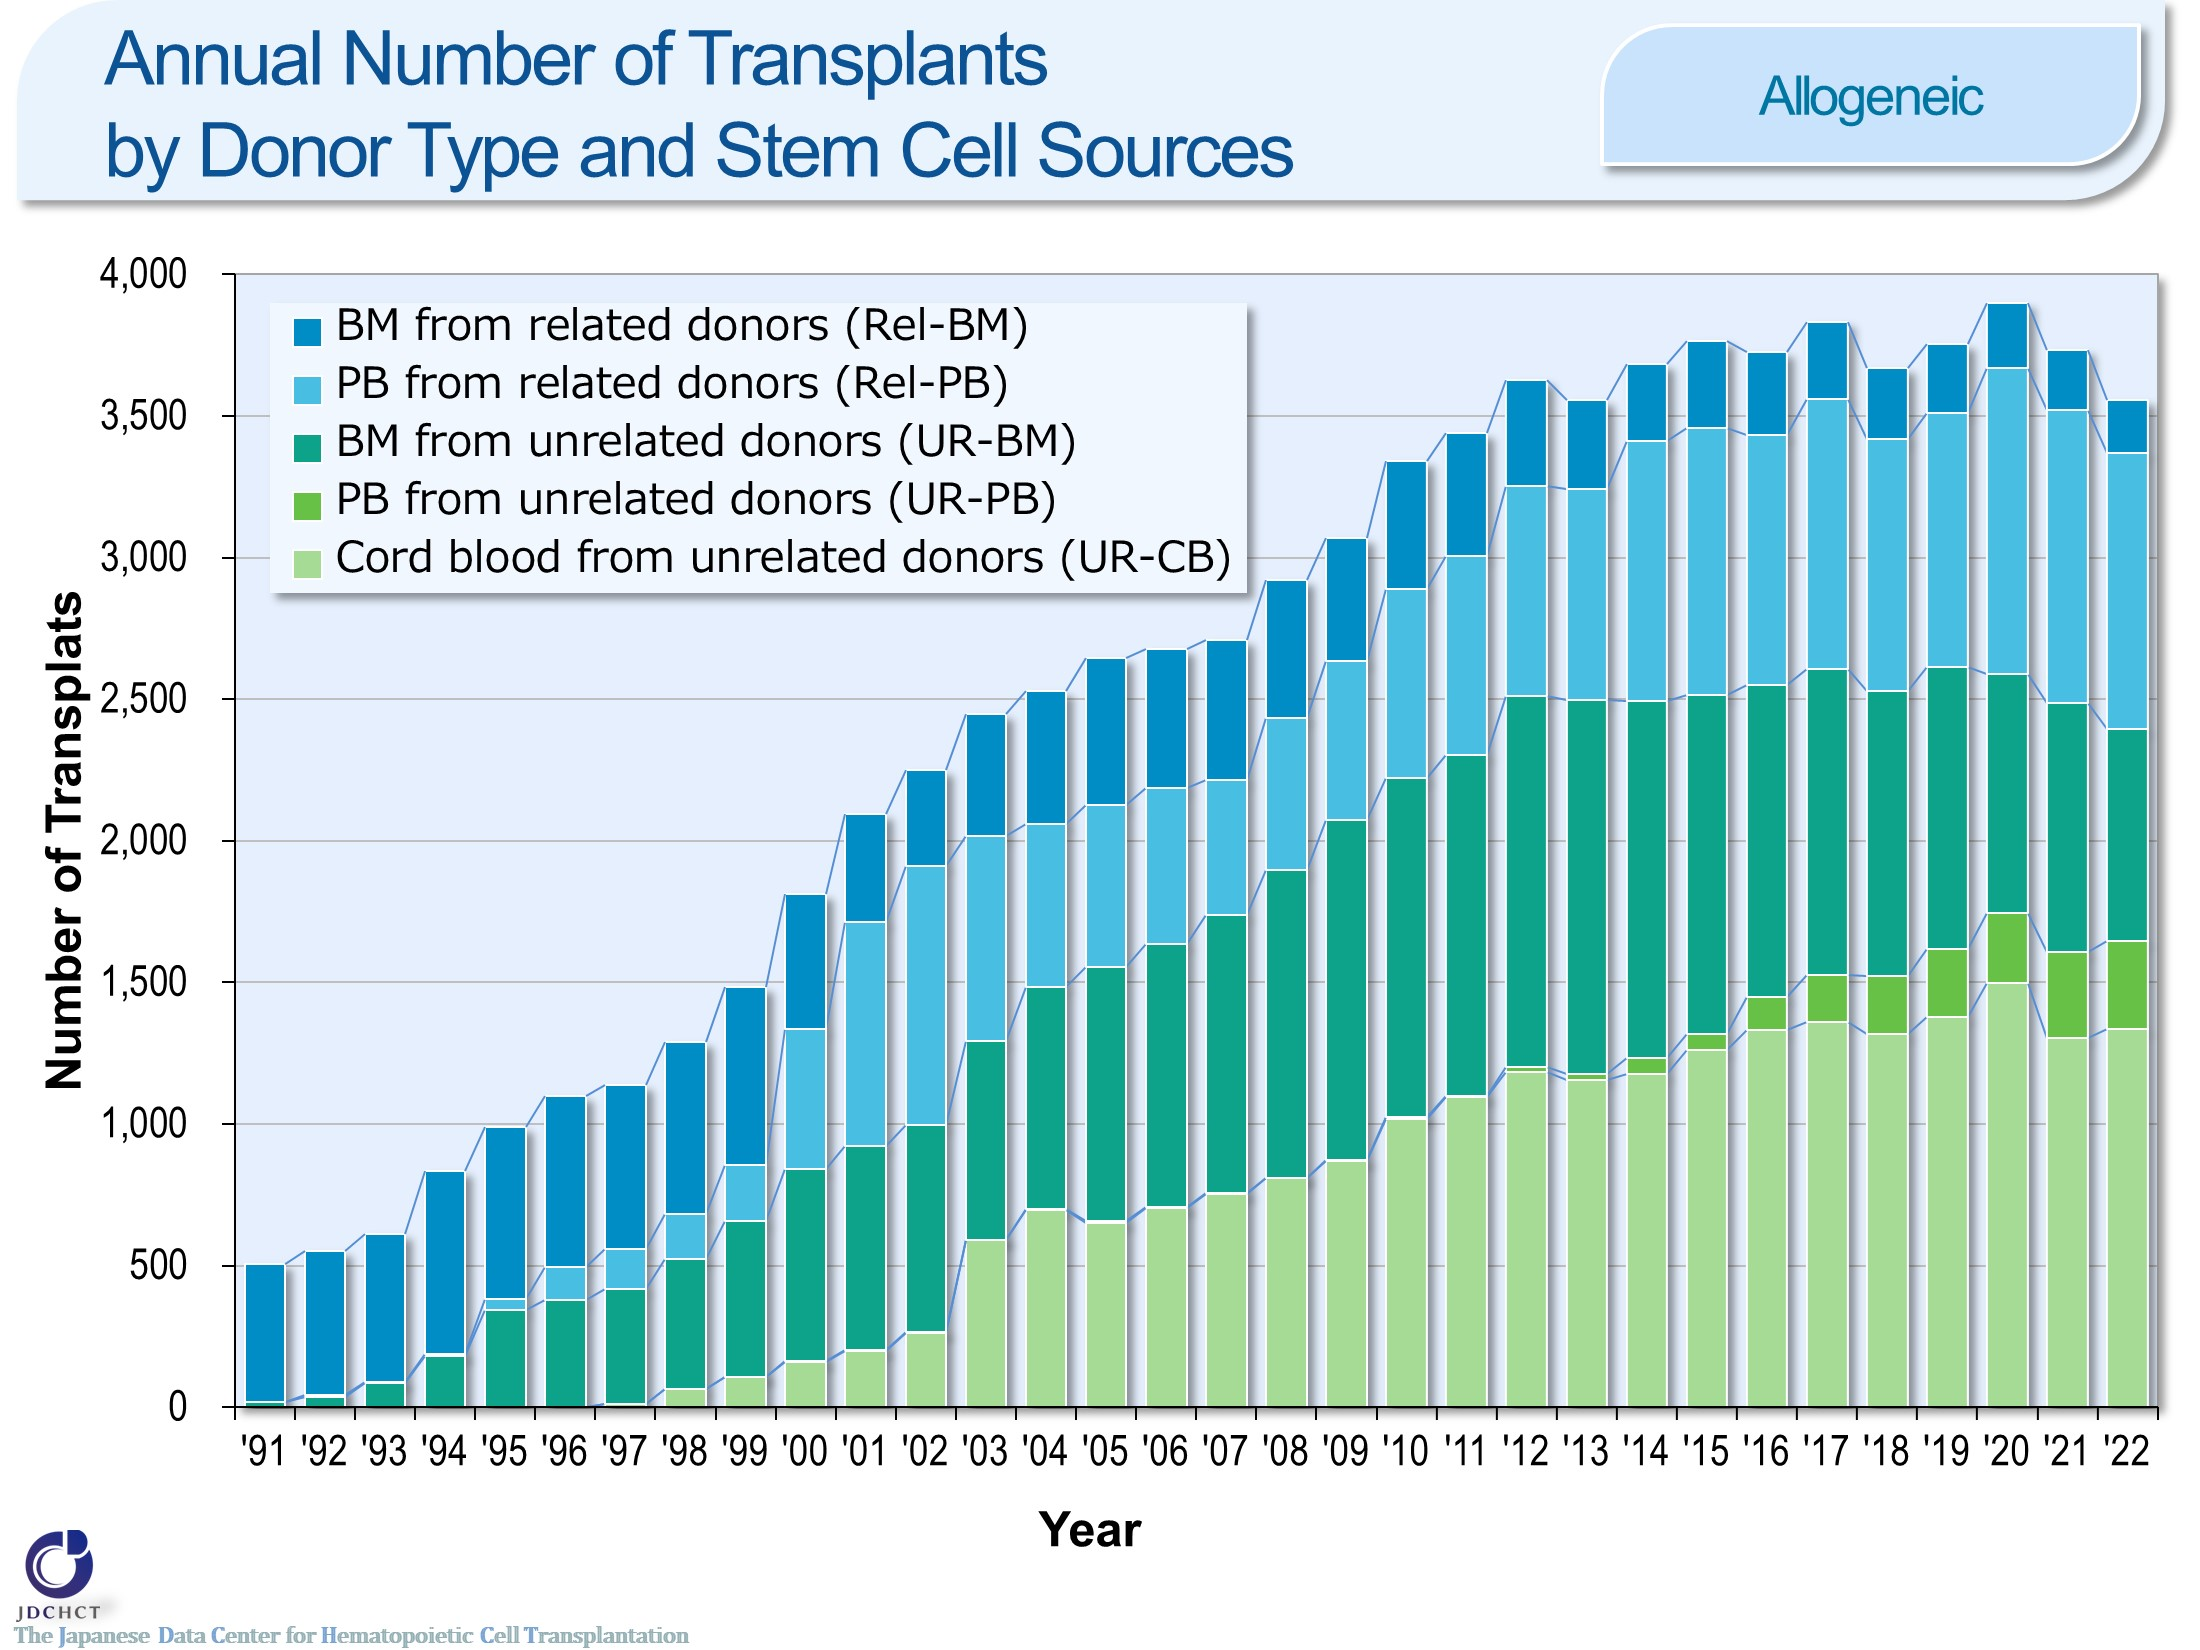 Annual Number of Transplants
by Donor Type and Stem Cell Sources
Allogeneic
4,000
3,500
3,000
2,500
2,000
1,500
1,000
500
0
Number of Transplats
BM from related donors (Rel-BM)
PB from related donors (Rel-PB)
BM from unrelated donors (UR-BM)
PB from unrelated donors (UR-PB)
Cord blood from unrelated donors (UR-CB)
'91 '92 '93 '94 '95 '96 '97 '98 '99 '00 '01 '02 '03 '04 '05 '06 '07 '08 '09 '10 '11 '12 '13 '14 '15 '16 '17 '18 '19 '20 '21 '22
Year
JDCHCT
The Japanese Data Center for Hematopoietic Cell Transplantation